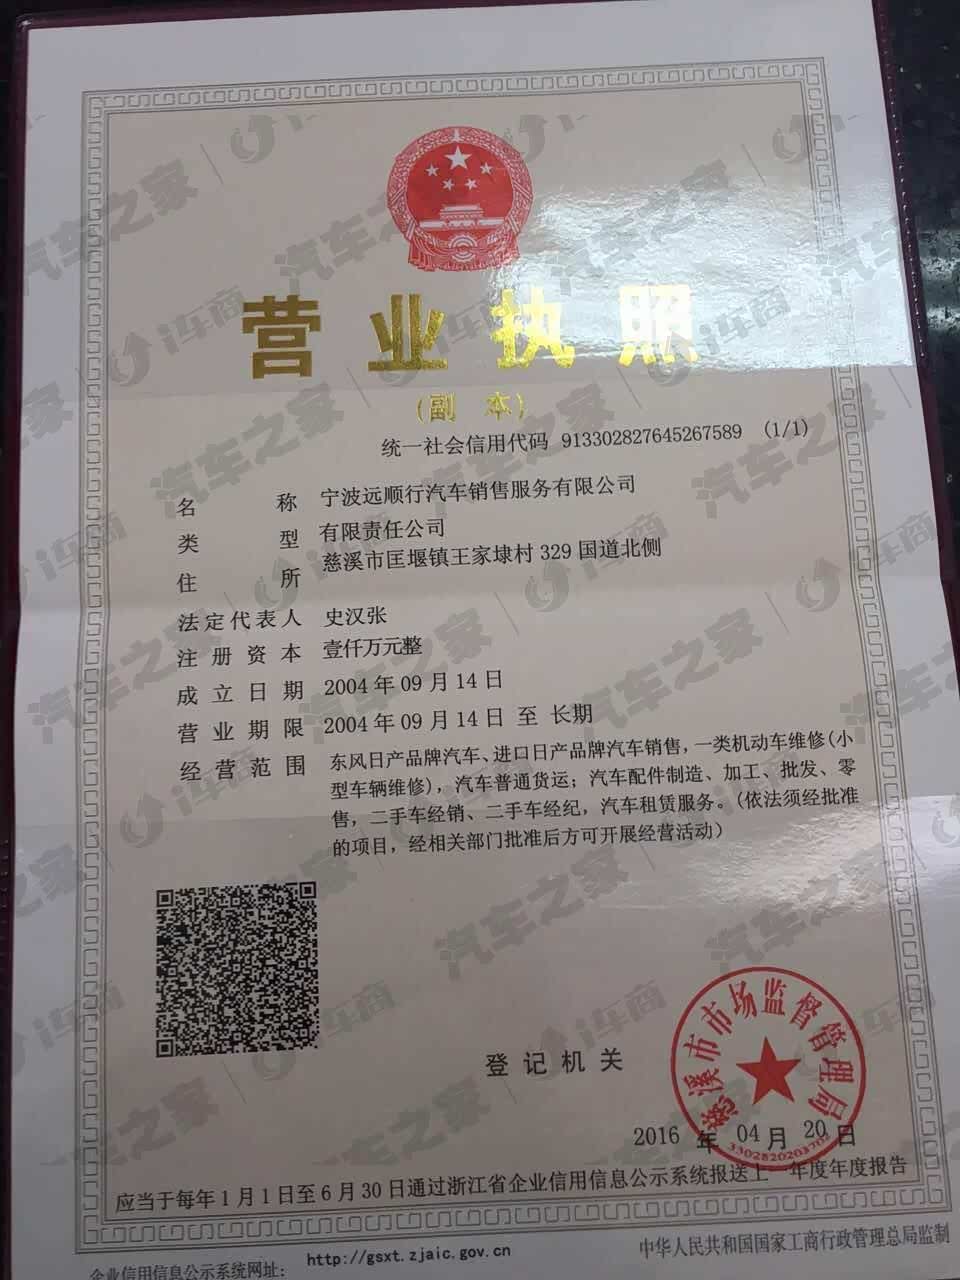 营业执照
(副 本)
统一社会信用代码 913302827645267589 (1/1)
名 称 宁波远顺行汽车销售服务有限公司
类 型 有限责任公司
住 所 慈溪市匡堰镇王家埭村329国道北侧
法定代表人 史汉张
注册资本 壹仟万元整
成立日期 2004年09月14日
营业期限 2004年09月14日 至 长期
经营范围 东风日产品牌汽车、进口日产品牌汽车销售,一类机动车维修(小
型车辆维修),汽车普通货运;汽车配件制造、加工、批发、零
售,二手车经销、二手车经纪,汽车租赁服务。(依法须经批准
的项目,经相关部门批准后方可开展经营活动)
登记机关
慈溪市市场监督管理局
2016 年 04 月 20 日
3302820203702
应当于每年1月1日至6月30日通过浙江省企业信用信息公示系统报送上一年度年度报告
企业信用信息公示系统网址: http://gsxt.zjaic.gov.cn
中华人民共和国国家工商行政管理总局监制
汽车之家 | i车商